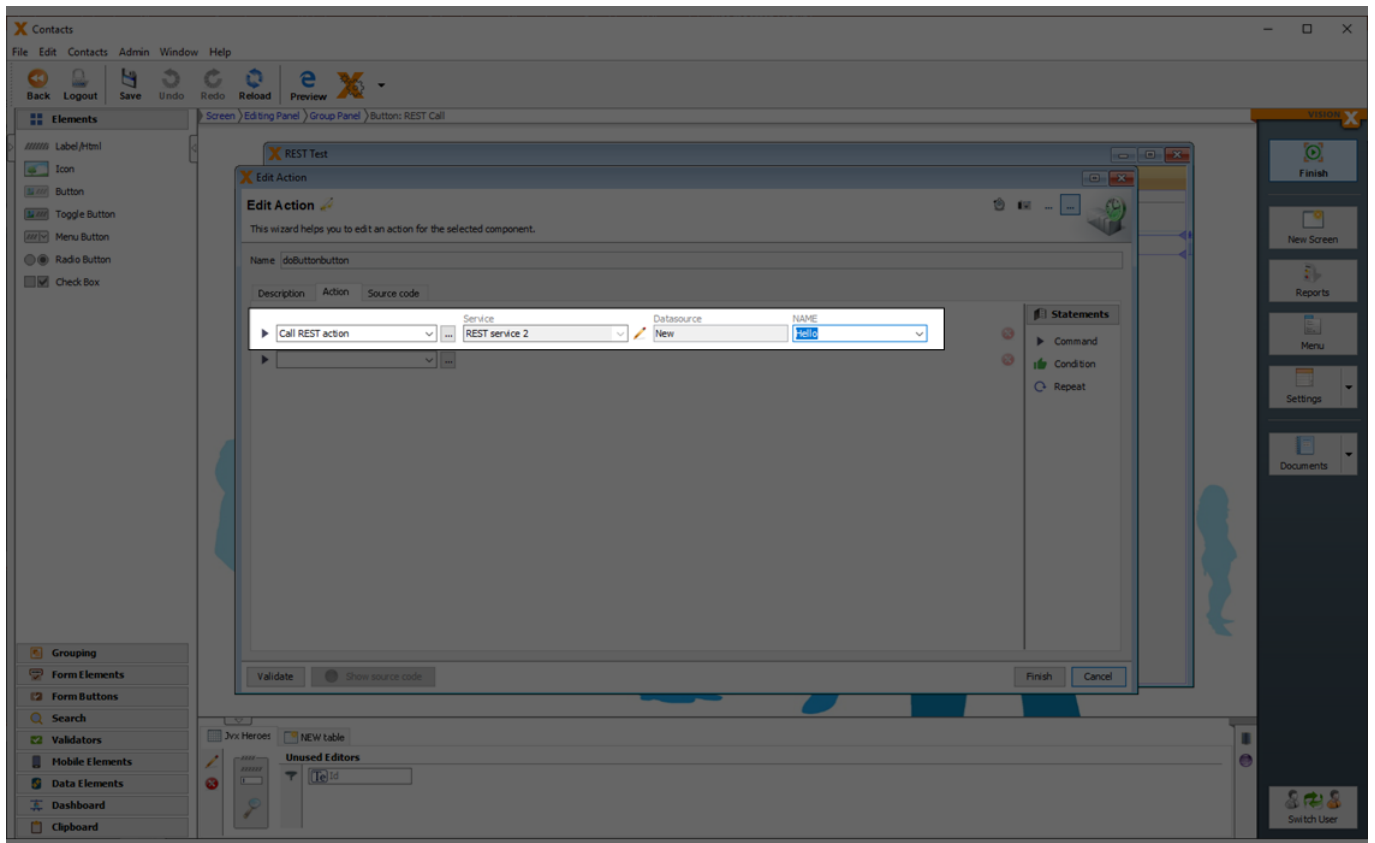 Contacts
File Edit Contacts Admin Window Help
Back Logout Save Undo Redo Reload Preview
Elements
Screen Editing Panel Group Panel Button: REST Call
VISION X
Label/Html
Icon
Button
Toggle Button
Menu Button
Radio Button
Check Box
REST Test
Edit Action
Edit Action
This wizard helps you to edit an action for the selected component.
Name doButtonbutton
Description Action Source code
Service Datasource NAME
Call REST action ... REST service 2 New Hello
...
Statements
Command
Condition
Repeat
Validate Show source code Finish Cancel
Finish
New Screen
Reports
Menu
Settings
Documents
Switch User
Grouping
Form Elements
Form Buttons
Search
Validators
Mobile Elements
Data Elements
Dashboard
Clipboard
Jvx Heroes NEW table
Unused Editors
Te Id